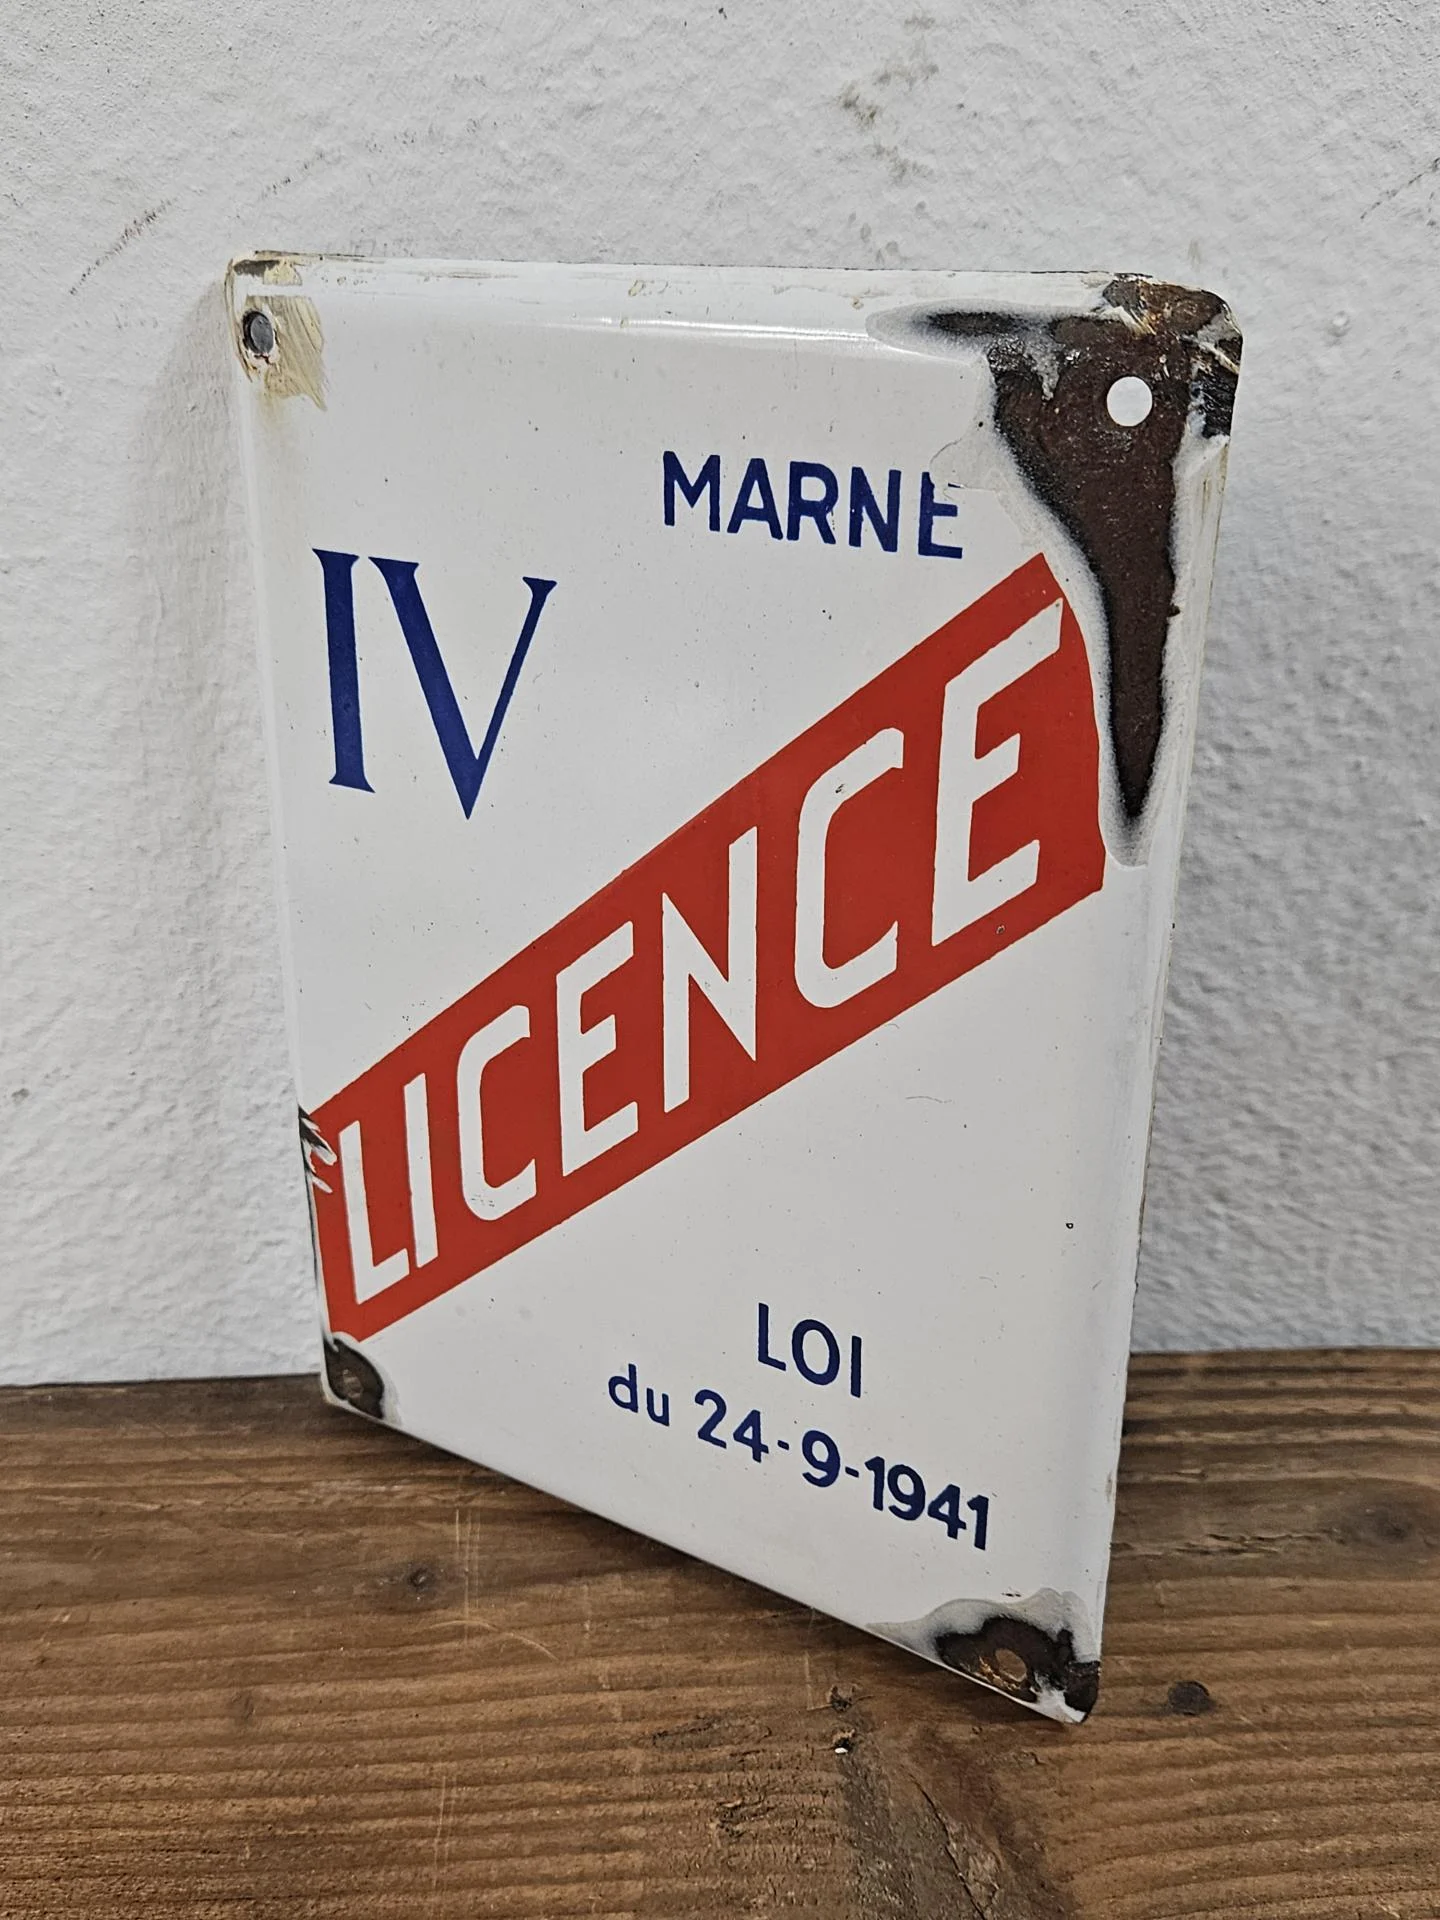 MARNE
IV
LICENCE
LOI
du 24-9-1941